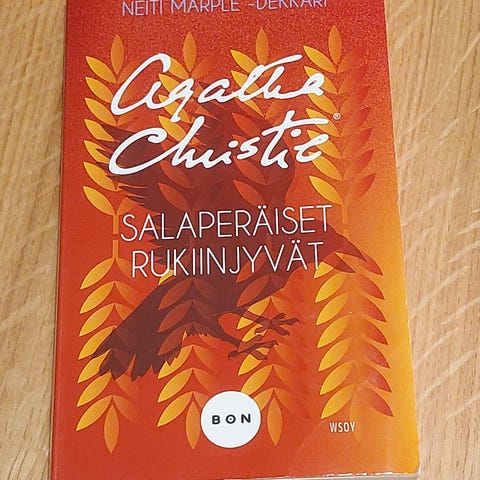 NEITI MARPLE -DEKKARI
Agatha
Christie®
SALAPERÄISET
RUKIINJYVÄT
BON
WSOY